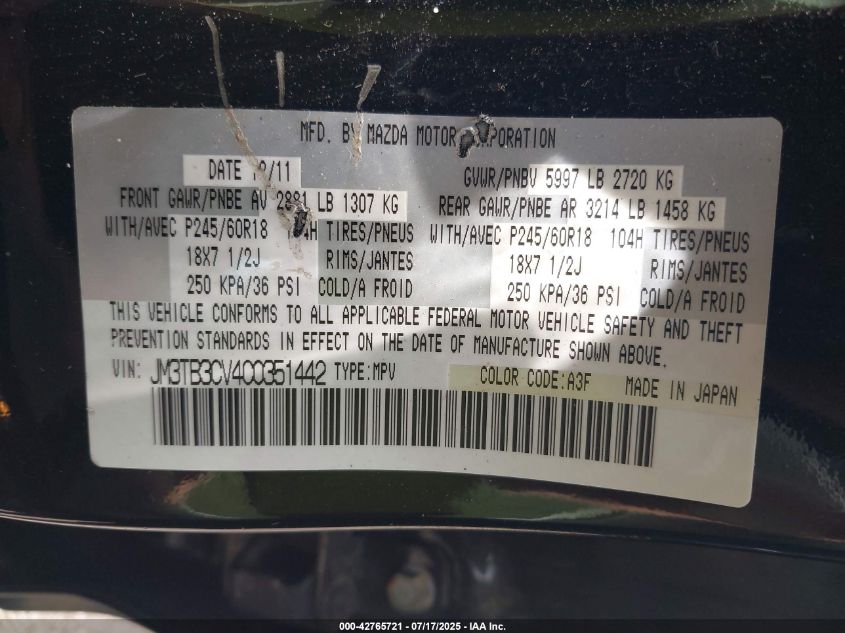 MFD. BY MAZDA MOTOR
DATE 12/11 GVWR/PNBV 5997 LB 2720 KG
FRONT GAWR/PNBE AV 2881 LB 1307 KG REAR GAWR/PNBE AR 3214 LB 1458 KG
WITH/AVEC P245/60R18 TIRES/PNEUS WITH/AVEC P245/60R18 104H TIRES/PNEUS
18X7 1/2J RIMS/JANTES 18X7 1/2J RIMS/JANTES
250 KPA/36 PSI COLD/A FROID 250 KPA/36 PSI COLD/A FROID
THIS VEHICLE CONFORMS TO ALL APPLICABLE FEDERAL MOTOR VEHICLE SAFETY AND THEFT
PREVENTION STANDARDS IN EFFECT ON THE DATE OF MANUFACTURE SHOWN ABOVE.
VIN: JM3TB3CV4C0351442 TYPE:MPV COLOR CODE:A3F MADE IN JAPAN
000-42765721 - 07/17/2025 - IAA Inc.